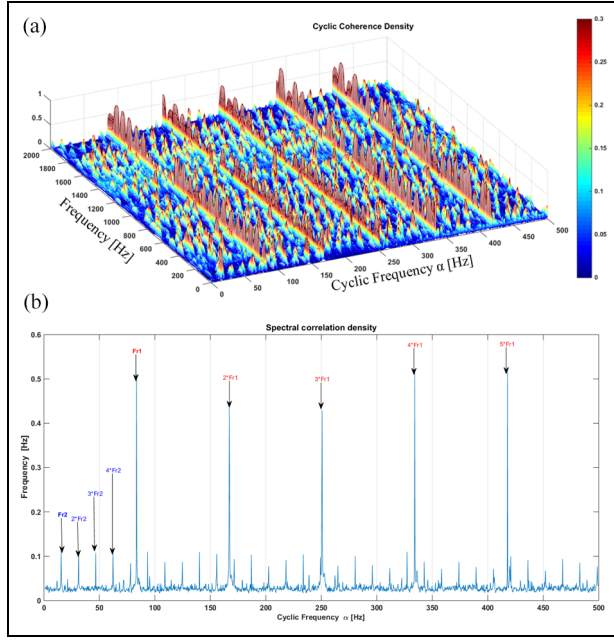 (a)
Cyclic Coherence Density
1
0.5
0
2000
1800
1600
1400
1200
1000
800
600
400
200
0
Frequency [Hz]
0
50
100
150
200
250
300
350
400
450
500
Cyclic Frequency α [Hz]
0.3
0.25
0.2
0.15
0.1
0.05
0
(b)
Spectral correlation density
0.6
0.5
0.4
0.3
0.2
0.1
0
Frequency [Hz]
Fr2
2*Fr2
3*Fr2
4*Fr2
Fr1
2*Fr1
3*Fr1
4*Fr1
5*Fr1
0 50 100 150 200 250 300 350 400 450 500
Cyclic Frequency α [Hz]